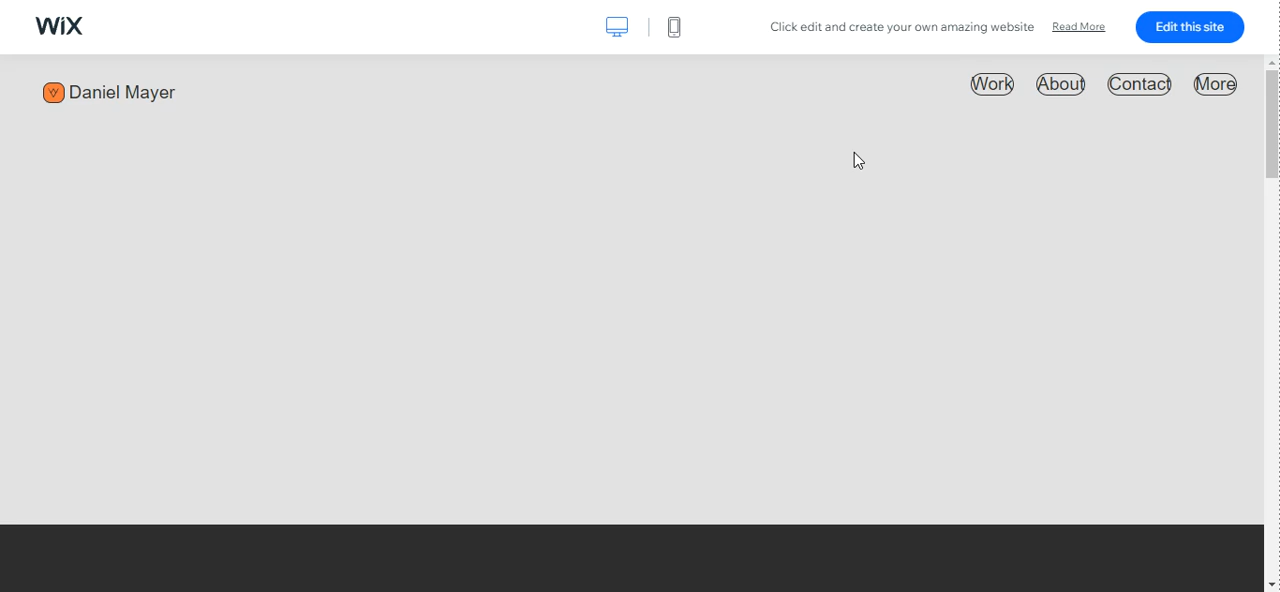 WiX
Click edit and create your own amazing website Read More Edit this site
Daniel Mayer
Work About Contact More